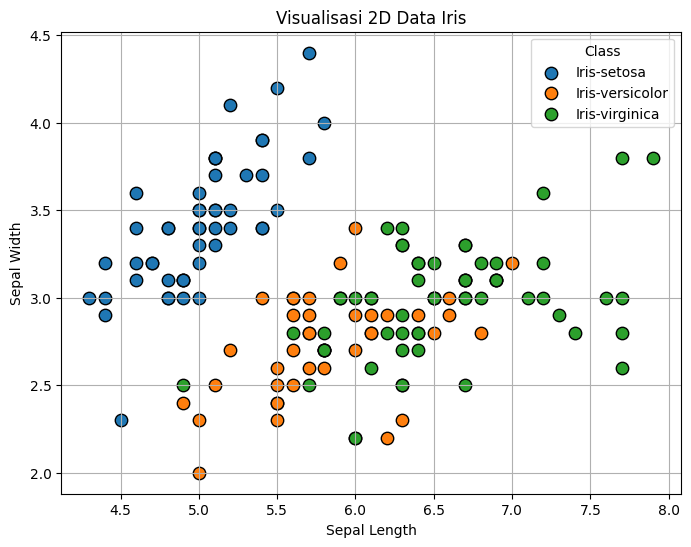 Visualisasi 2D Data Iris
Class
Iris-setosa
Iris-versicolor
Iris-virginica
Sepal Width
4.5
4.0
3.5
3.0
2.5
2.0
4.5 5.0 5.5 6.0 6.5 7.0 7.5 8.0
Sepal Length